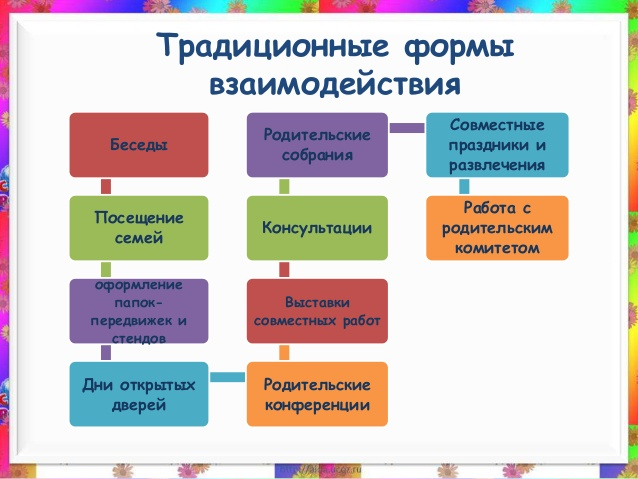 Традиционные формы
взаимодействия
Беседы
Посещение
семей
оформление
папок-
передвижек и
стендов
Дни открытых
дверей
Родительские
конференции
Выставки
совместных работ
Консультации
Родительские
собрания
Совместные
праздники и
развлечения
Работа с
родительским
комитетом